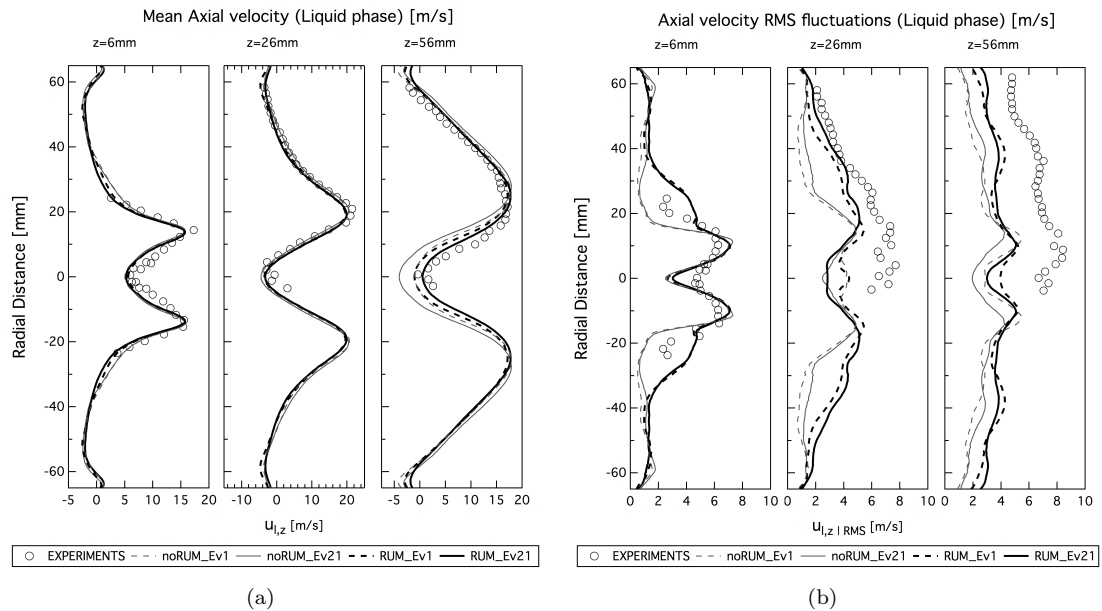 Mean Axial velocity (Liquid phase) [m/s]
z=6mm z=26mm z=56mm
Radial Distance [mm]
60
40
20
0
-20
-40
-60
-5 0 5 10 15 20
-10 0 10 20
-5 0 5 10 15 20
u l,z [m/s]
EXPERIMENTS noRUM_Ev1 noRUM_Ev21 RUM_Ev1 RUM_Ev21
(a)
Axial velocity RMS fluctuations (Liquid phase) [m/s]
z=6mm z=26mm z=56mm
Radial Distance [mm]
60
40
20
0
-20
-40
-60
0 2 4 6 8 10
0 2 4 6 8 10
0 2 4 6 8 10
u l,z | RMS [m/s]
EXPERIMENTS noRUM_Ev1 noRUM_Ev21 RUM_Ev1 RUM_Ev21
(b)